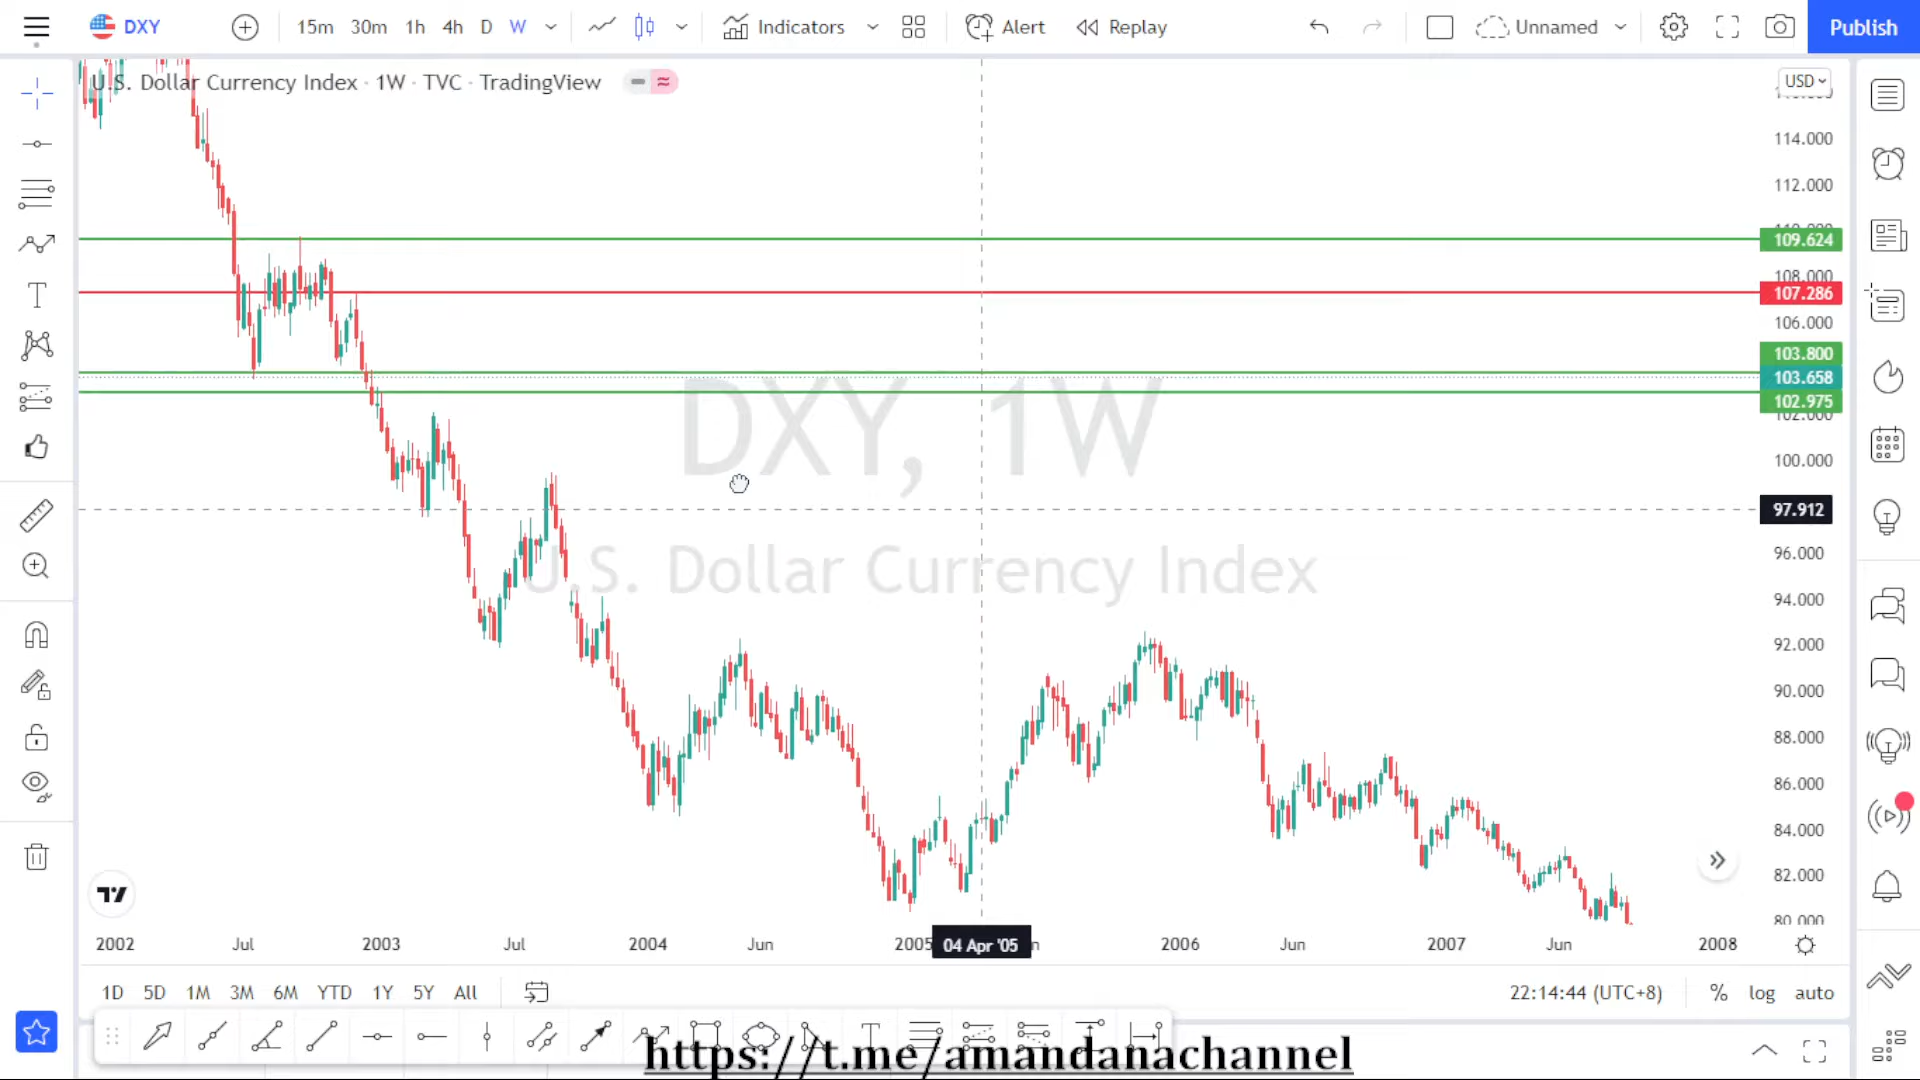 DXY 15m 30m 1h 4h D W Indicators Alert Replay Unnamed Publish
U.S. Dollar Currency Index · 1W · TVC · TradingView
USD
114.000
112.000
109.624
108.000
107.286
106.000
103.800
103.658
102.975
102.000
DXY, 1W
100.000
97.912
96.000
U.S. Dollar Currency Index
94.000
92.000
90.000
88.000
86.000
84.000
82.000
80.000
2002 Jul 2003 Jul 2004 Jun 2005 04 Apr '05 2006 Jun 2007 Jun 2008
1D 5D 1M 3M 6M YTD 1Y 5Y All 22:14:44 (UTC+8) % log auto
https://t.me/amandanachannel